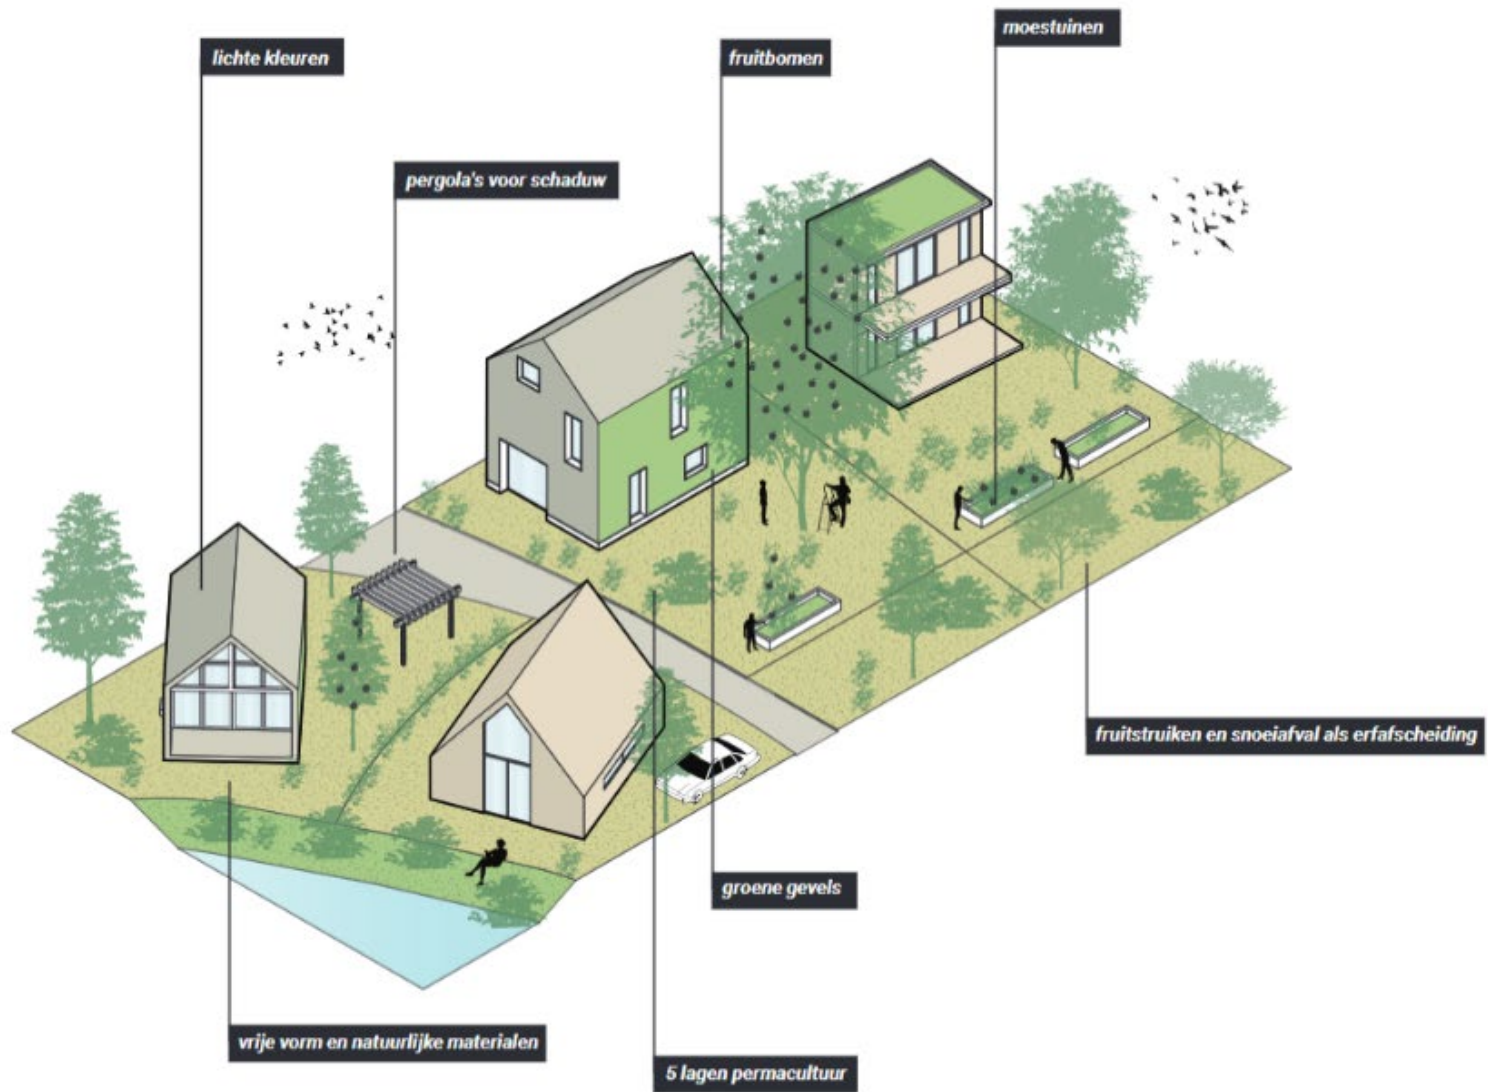 moestuinen
lichte kleuren
fruitbomen
pergola's voor schaduw
fruitstruiken en snoeiafval als erfafscheiding
groene gevels
vrije vorm en natuurlijke materialen
5 lagen permacultuur